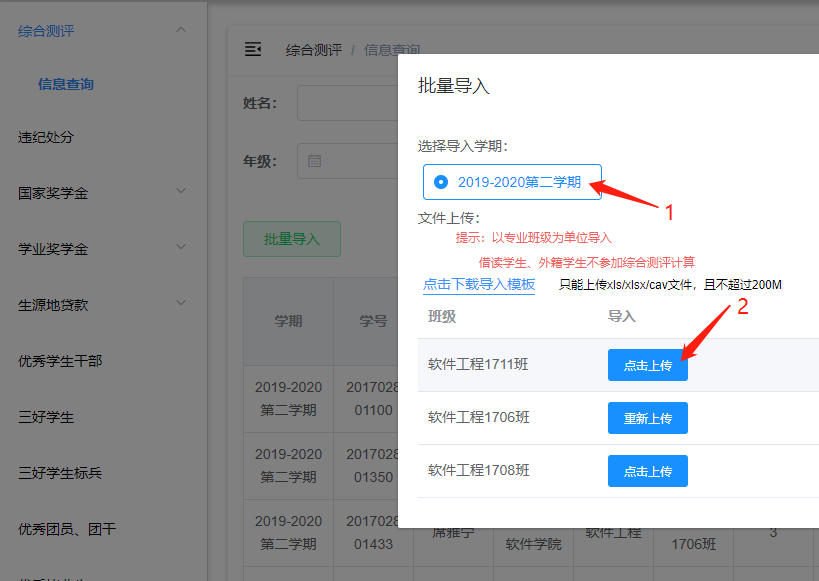 综合测评
信息查询
违纪处分
国家奖学金
学业奖学金
生源地贷款
优秀学生干部
三好学生
三好学生标兵
优秀团员、团干
综合测评 / 信息查询
姓名:
年级:
批量导入
学期 学号
2019-2020 2017028
第二学期 01100
2019-2020 2017028
第二学期 01350
2019-2020 2017028
第二学期 01433
软件学院 软件工程 1706班 3
批量导入
选择导入学期:
2019-2020第二学期
1
文件上传:
提示: 以专业班级为单位导入
借读学生、外籍学生不参加综合测评计算
点击下载导入模板 只能上传xls/xlsx/cav文件，且不超过200M
2
班级 导入
软件工程1711班 点击上传
软件工程1706班 重新上传
软件工程1708班 点击上传